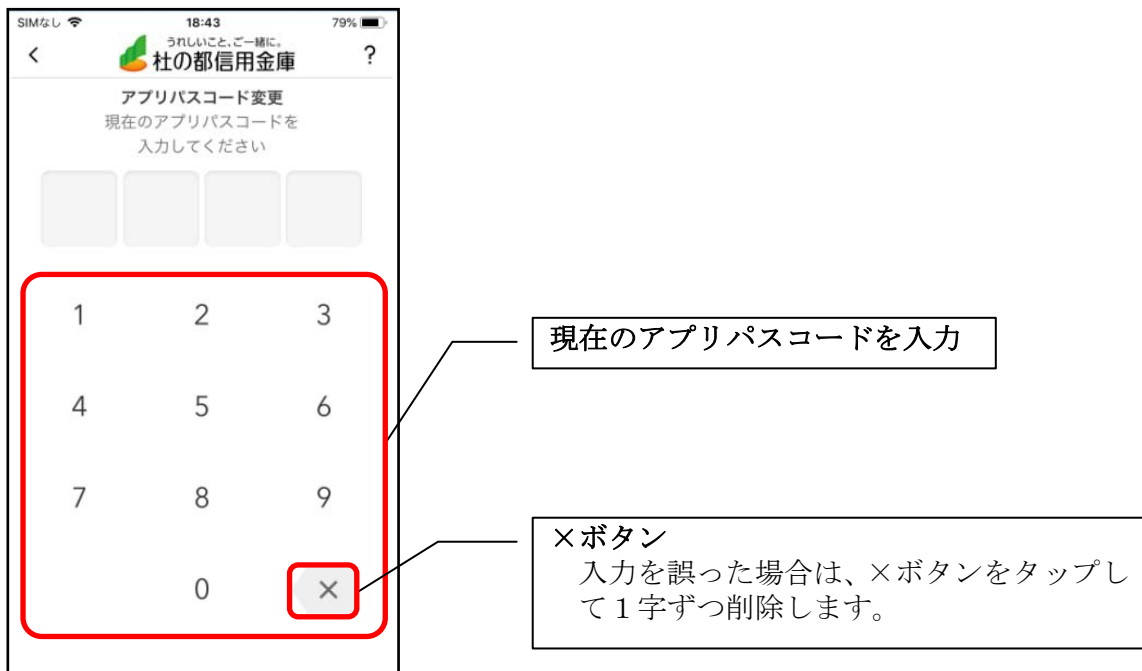 SIMなし 18:43 79%
うれしいこと、ご一緒に。
< 杜の都信用金庫 ?
アプリパスコード変更
現在のアプリパスコードを
入力してください
1 2 3
現在のアプリパスコードを入力
4 5 6
7 8 9
×ボタン
入力を誤った場合は、×ボタンをタップし
て1字ずつ削除します。
0 ×